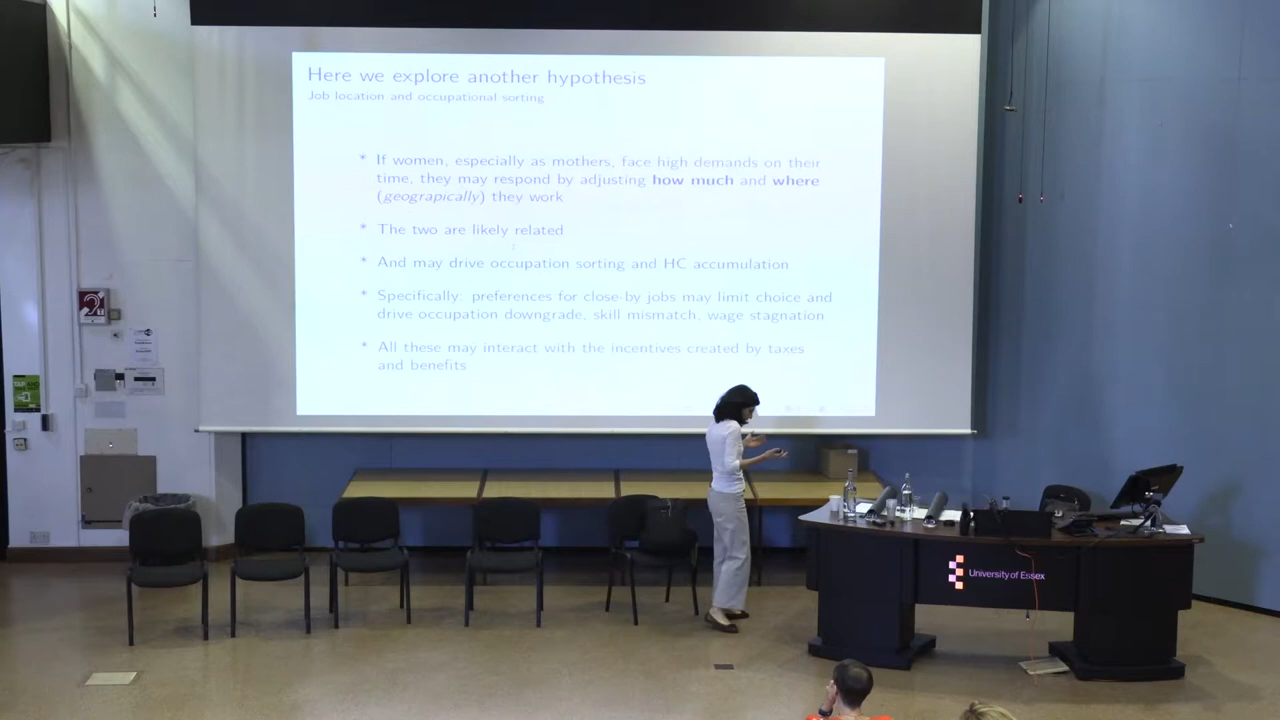 Here we explore another hypothesis
Job location and occupational sorting
* If women, especially as mothers, face high demands on their
time, they may respond by adjusting how much and where
(geograpically) they work
* The two are likely related
* And may drive occupation sorting and HC accumulation
* Specifically: preferences for close-by jobs may limit choice and
drive occupation downgrade, skill mismatch, wage stagnation
* All these may interact with the incentives created by taxes
and benefits
University of Essex